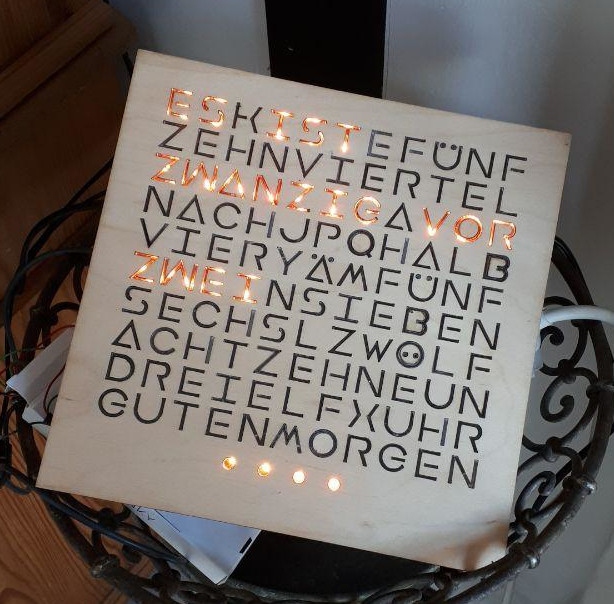 ESKISTEFÜNF
ZEHNVIERTEL
ZWANZIGAVOR
NACHJPQHALB
VIERYÄMFÜNF
ZWEINSIEBEN
SECHSLZWÖLF
ACHTZEHNEUN
DREIELFXUHR
GUTENMORGEN